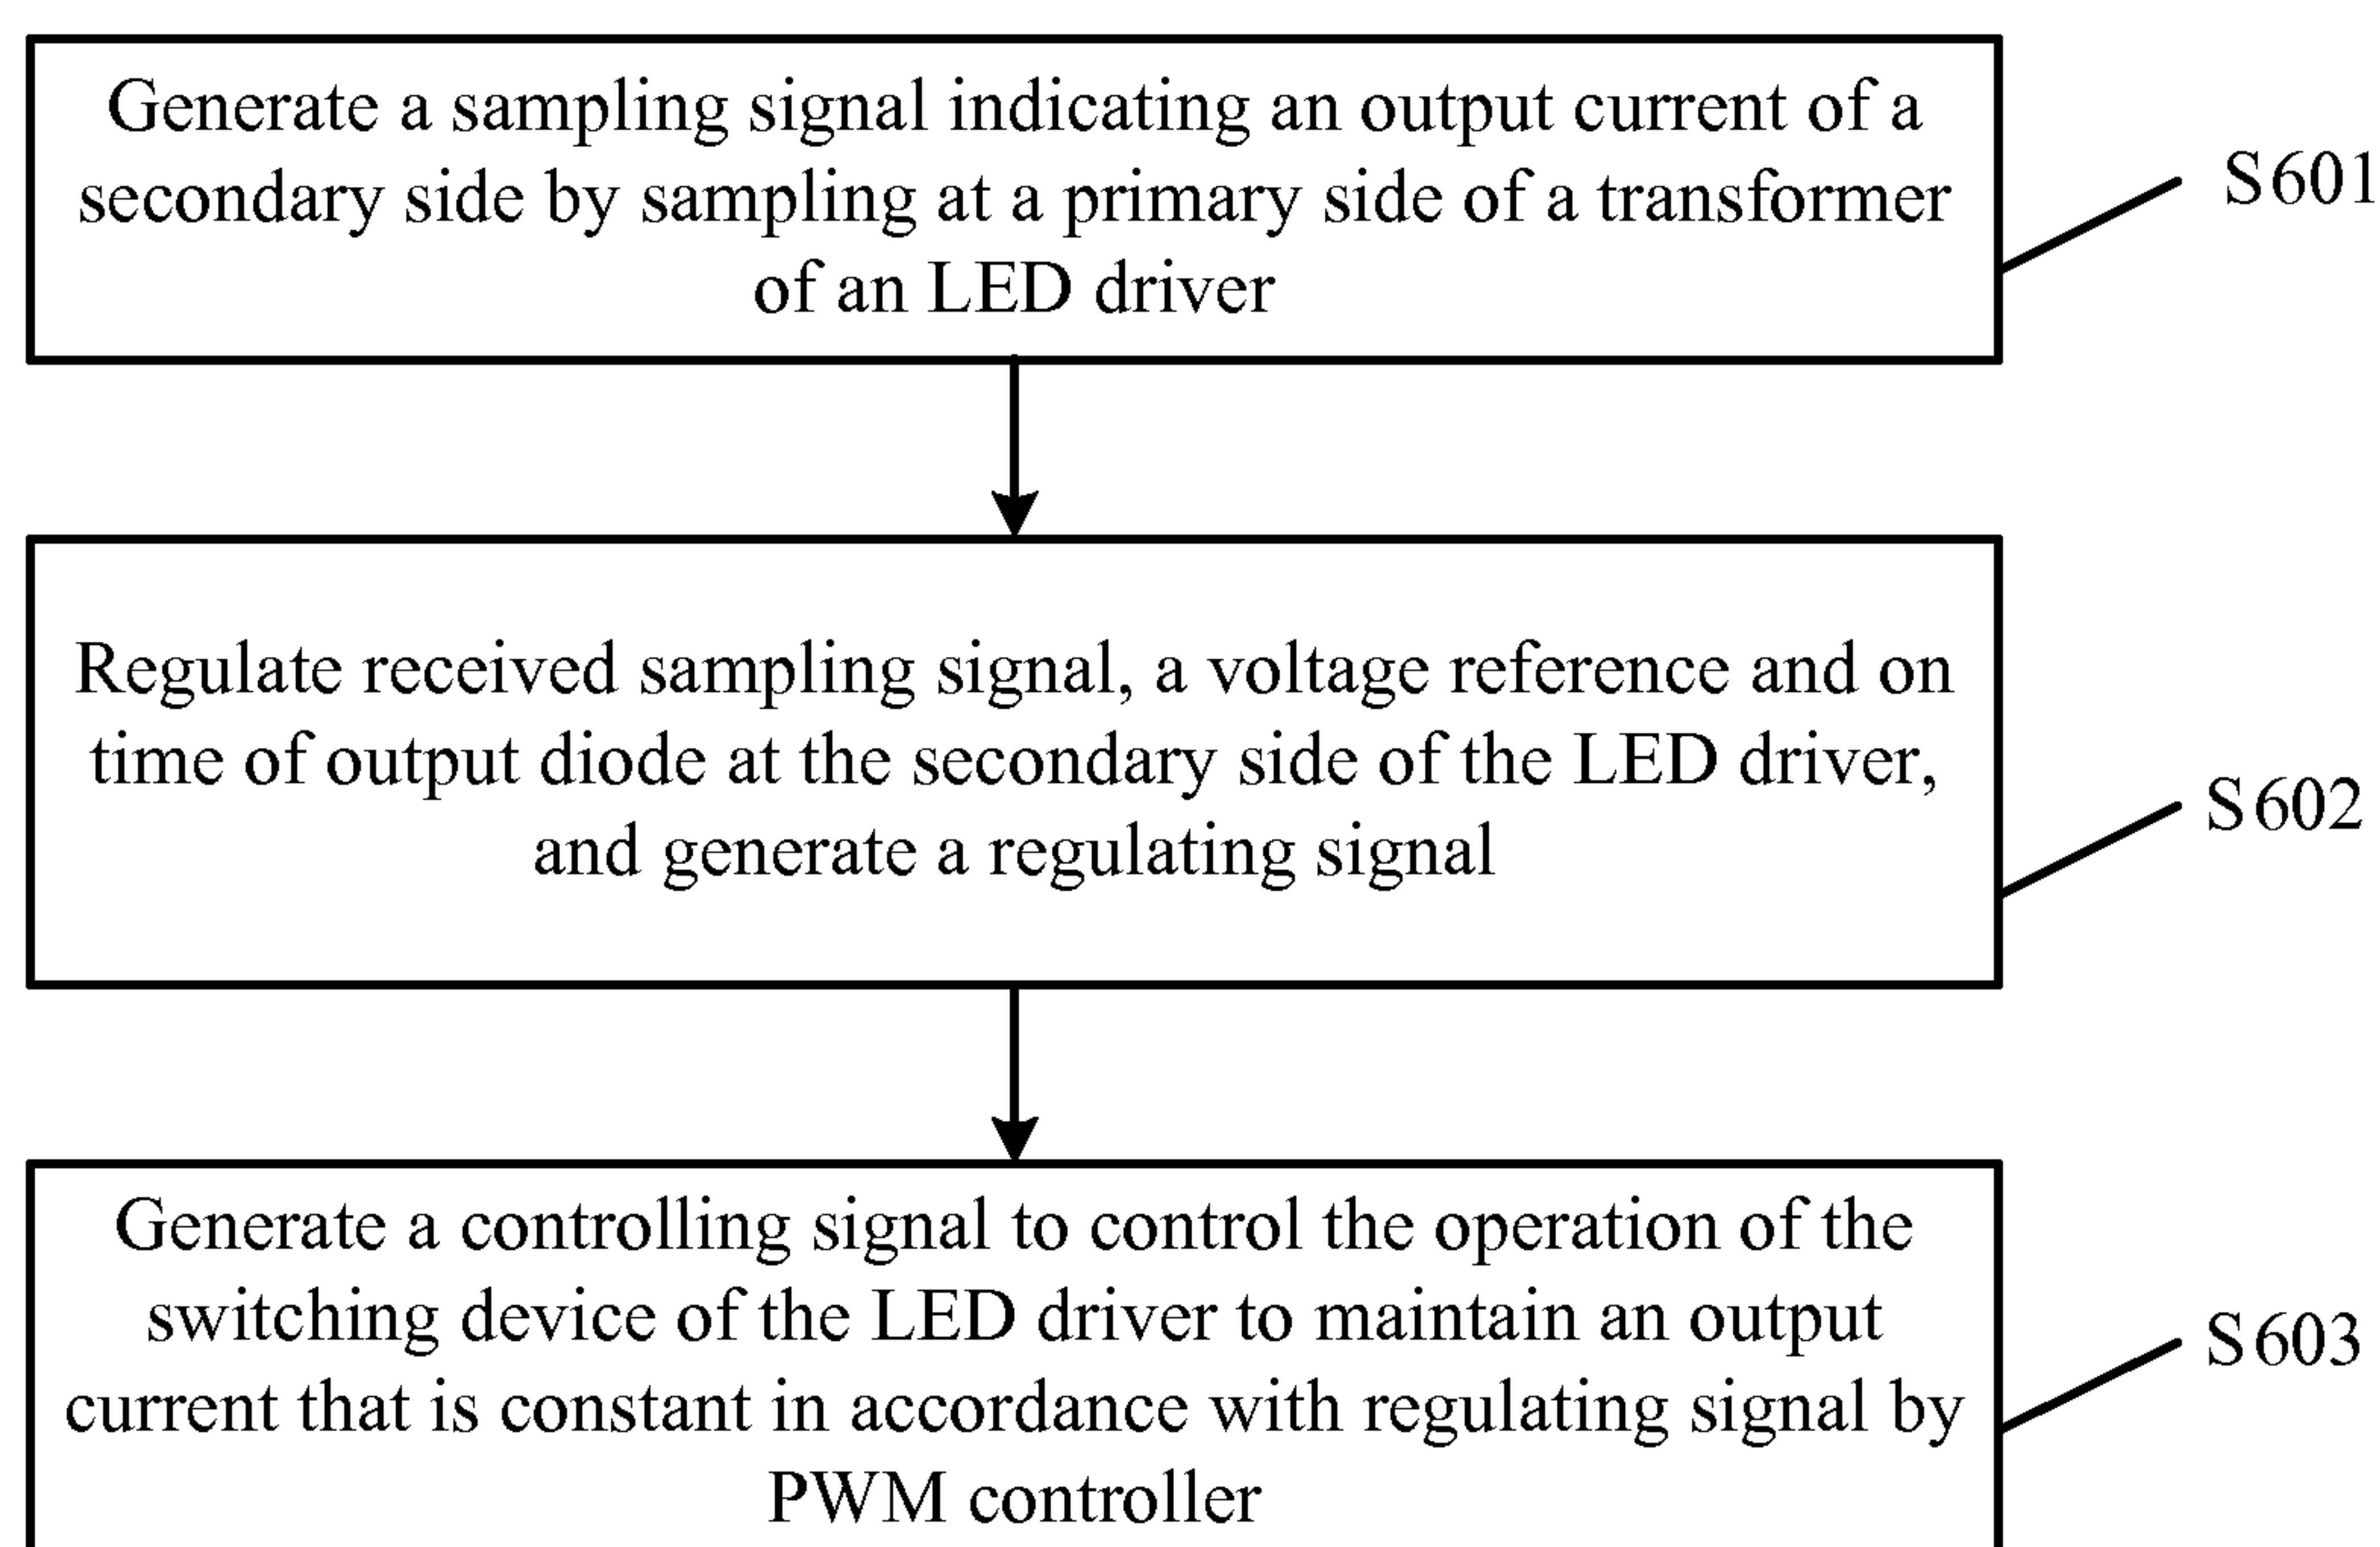 Generate a sampling signal indicating an output current of a
secondary side by sampling at a primary side of a transformer
of an LED driver
S601
Regulate received sampling signal, a voltage reference and on
time of output diode at the secondary side of the LED driver,
and generate a regulating signal
S602
Generate a controlling signal to control the operation of the
switching device of the LED driver to maintain an output
current that is constant in accordance with regulating signal by
PWM controller
S603